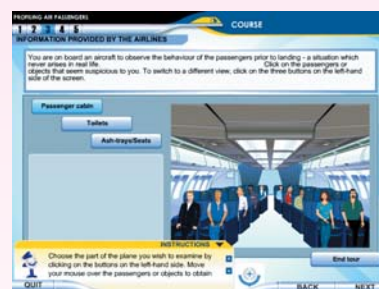 PROFILING AIR PASSENGERS
1 2 3 4 5
COURSE
INFORMATION PROVIDED BY THE AIRLINES
You are on board an aircraft to observe the behaviour of the passengers prior to landing - a situation which
never arises in real life. Click on the passengers or
objects that seem suspicious to you. To switch to a different view, click on the three buttons on the left-hand
side of the screen.
Passenger cabin
Toilets
Ash-trays/Seats
INSTRUCTIONS
Choose the part of the plane you wish to examine by
clicking on the buttons on the left-hand side. Move
your mouse over the passengers or objects to obtain
End tour
QUIT
BACK
NEXT